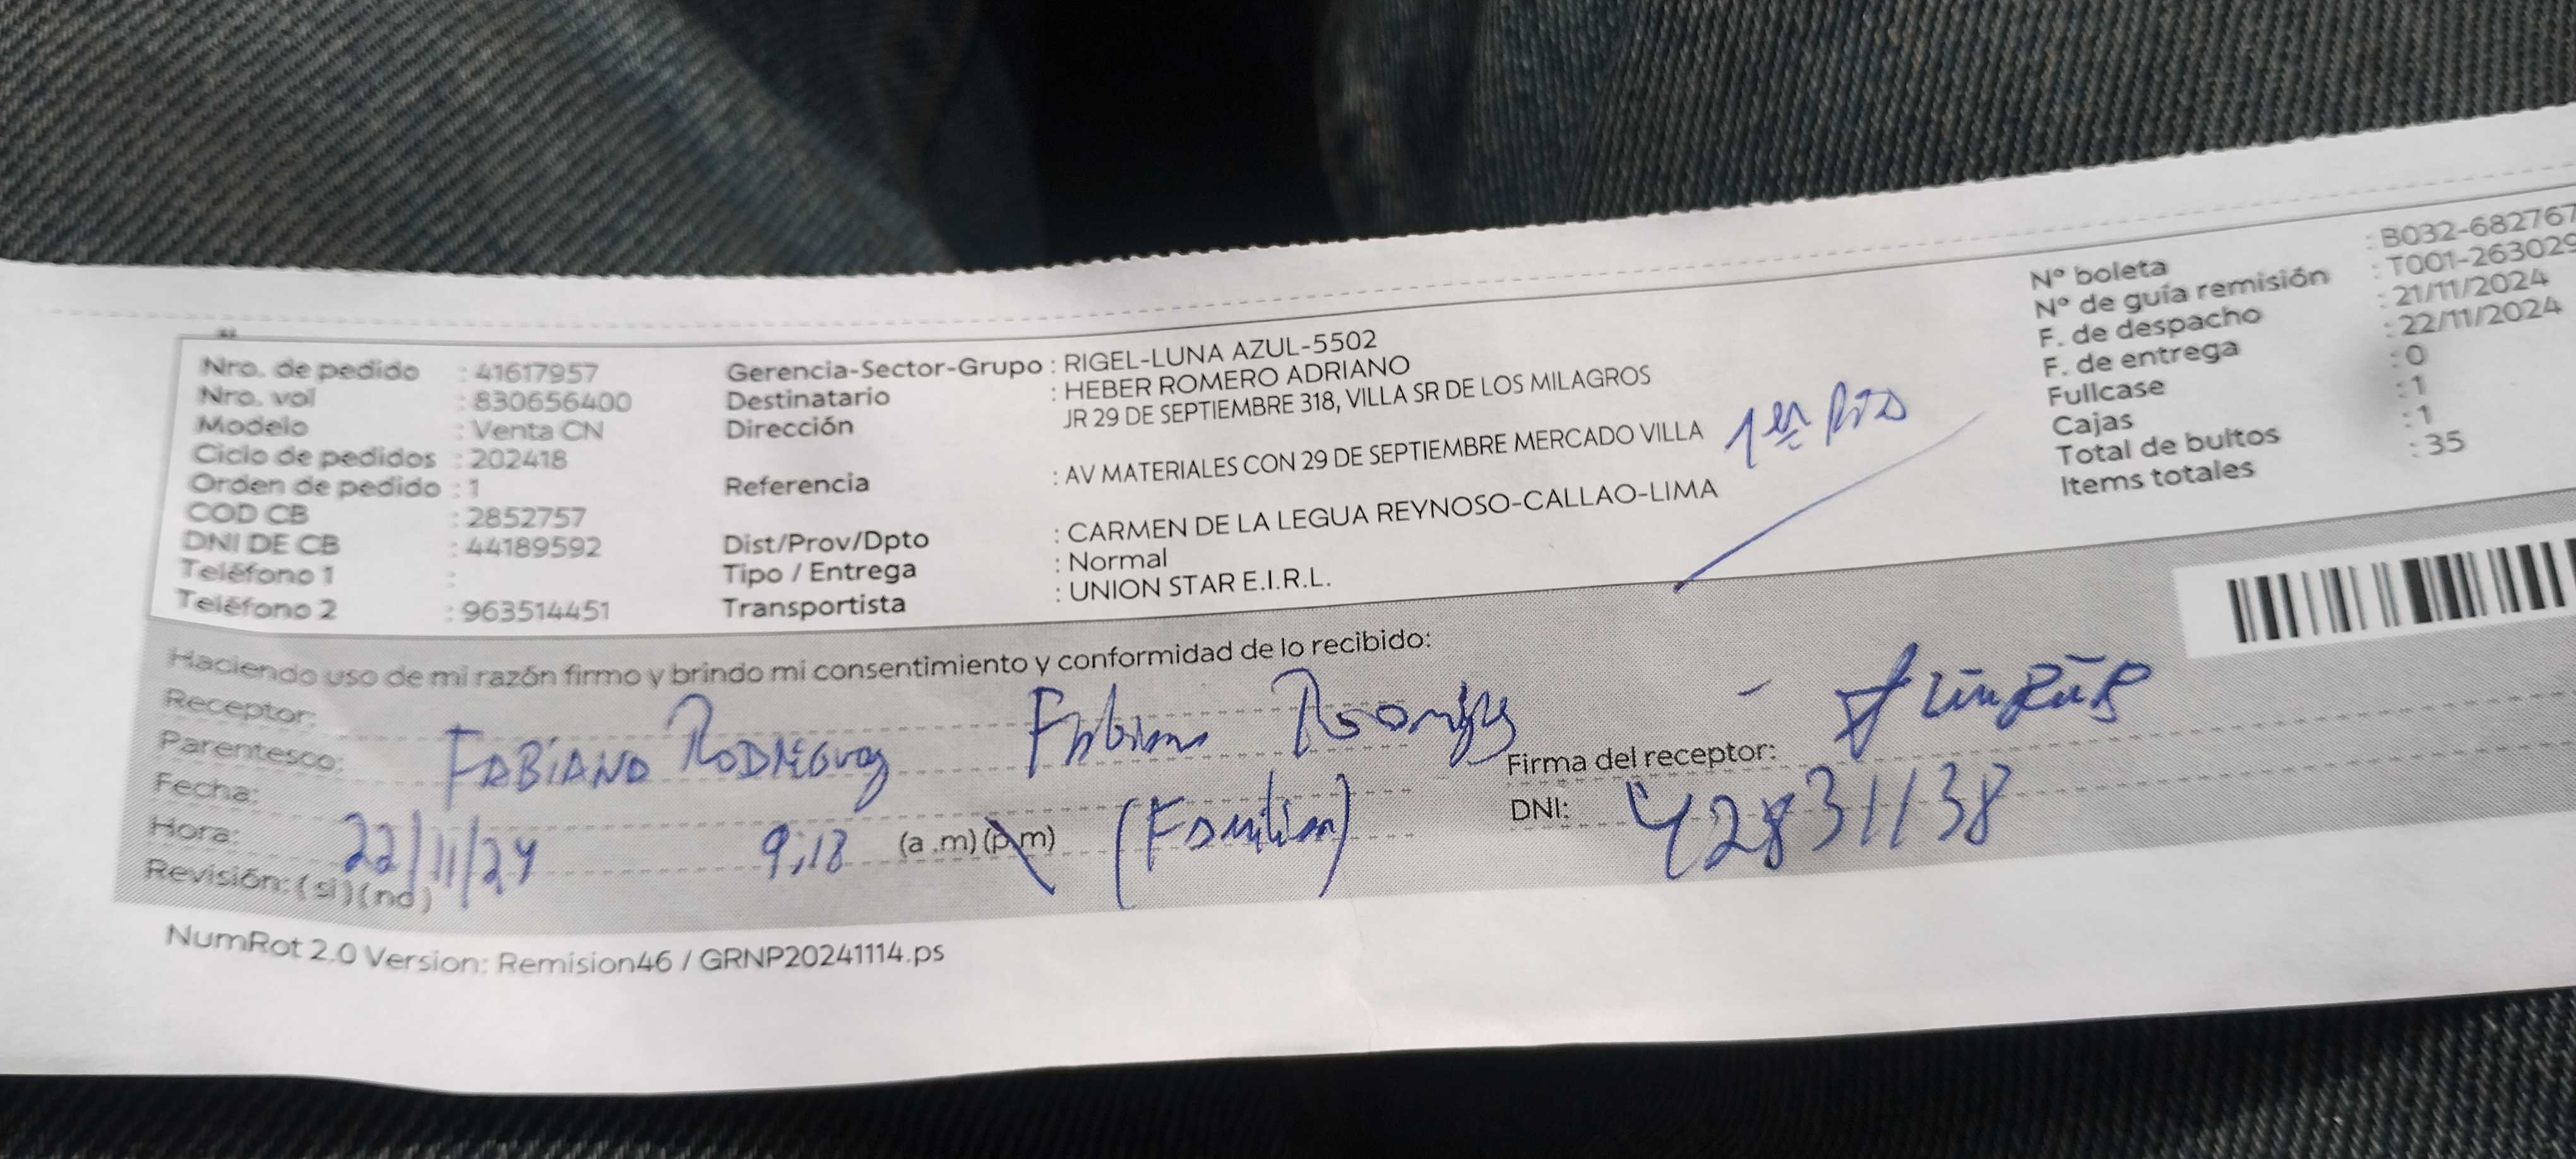 Nro. de pedido : 41617957
Nro. vol : 830656400
Modelo : Venta CN
Ciclo de pedidos : 202418
Orden de pedido : 1
COD CB : 2852757
DNI DE CB : 44189592
Teléfono 1 :
Teléfono 2 : 963514451
Gerencia-Sector-Grupo : RIGEL-LUNA AZUL-5502
Destinatario : HEBER ROMERO ADRIANO
Dirección JR 29 DE SEPTIEMBRE 318, VILLA SR DE LOS MILAGROS
Referencia : AV MATERIALES CON 29 DE SEPTIEMBRE MERCADO VILLA
Dist/Prov/Dpto : CARMEN DE LA LEGUA REYNOSO-CALLAO-LIMA
Tipo / Entrega : Normal
Transportista : UNION STAR E.I.R.L.
1er
Nº boleta : B032-682767
Nº de guía remisión : T001-263029
F. de despacho : 21/11/2024
F. de entrega : 22/11/2024
Fullcase : 0
Cajas : 1
Total de bultos : 1
Items totales : 35
Haciendo uso de mi razón firmo y brindo mi consentimiento y conformidad de lo recibido:
Receptor:
Parentesco: FABIANO RODRIGUEZ
Fecha:
Hora: 22/11/24 9:18 (a .m)(p.m) (Familiar)
Revisión: (si)(no)
Firma del receptor:
DNI: 42831138
NumRot 2.0 Version: Remision46 / GRNP20241114.ps